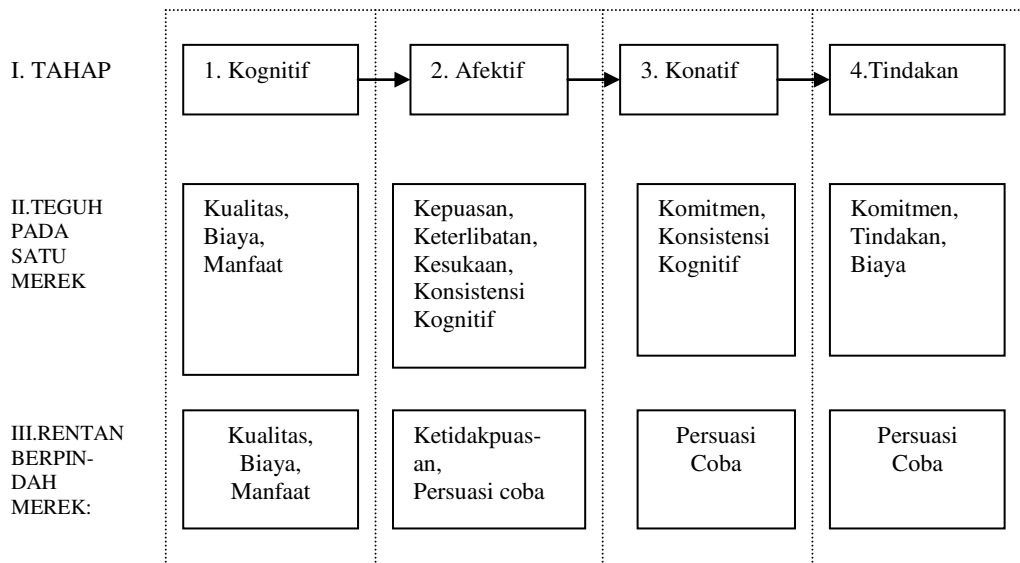 I. TAHAP
1. Kognitif
2. Afektif
3. Konatif
4.Tindakan
II.TEGUH
PADA
SATU
MEREK
Kualitas,
Biaya,
Manfaat
Kepuasan,
Keterlibatan,
Kesukaan,
Konsistensi
Kognitif
Komitmen,
Konsistensi
Kognitif
Komitmen,
Tindakan,
Biaya
III.RENTAN
BERPIN-
DAH
MEREK:
Kualitas,
Biaya,
Manfaat
Ketidakpuas-
an,
Persuasi coba
Persuasi
Coba
Persuasi
Coba